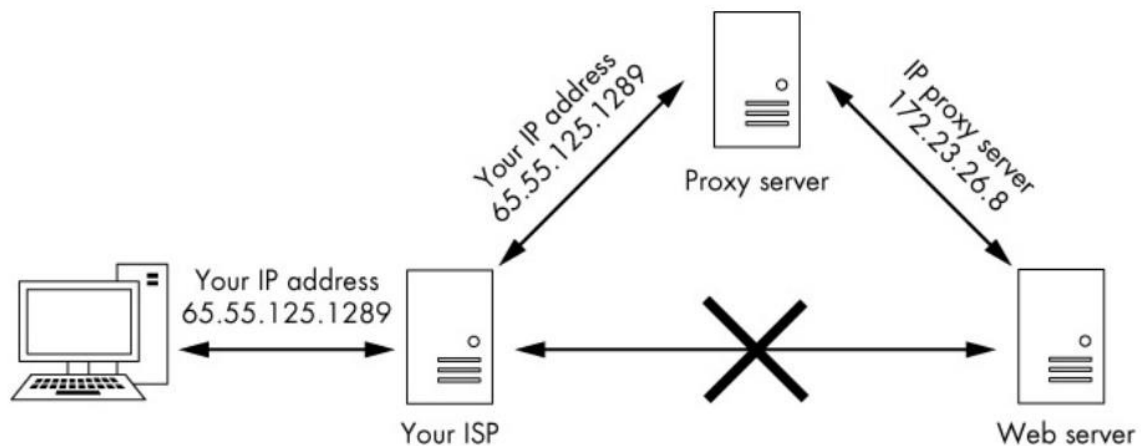 Your IP address
65.55.125.1289
IP proxy server
172.23.26.8
Proxy server
Your IP address
65.55.125.1289
Your ISP
Web server